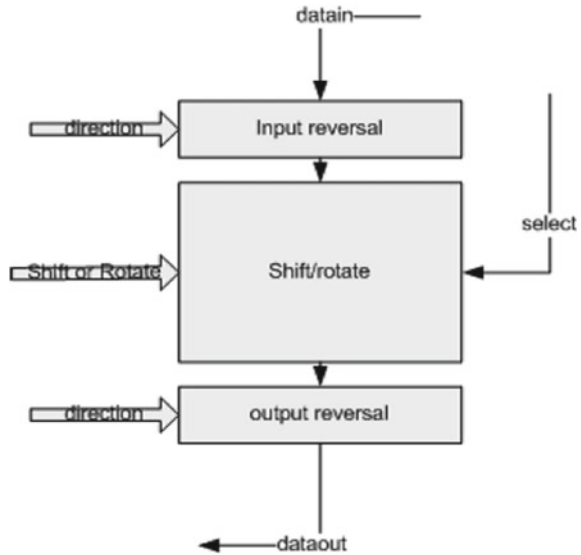 datain
direction
Input reversal
select
Shift or Rotate
Shift/rotate
direction
output reversal
dataout